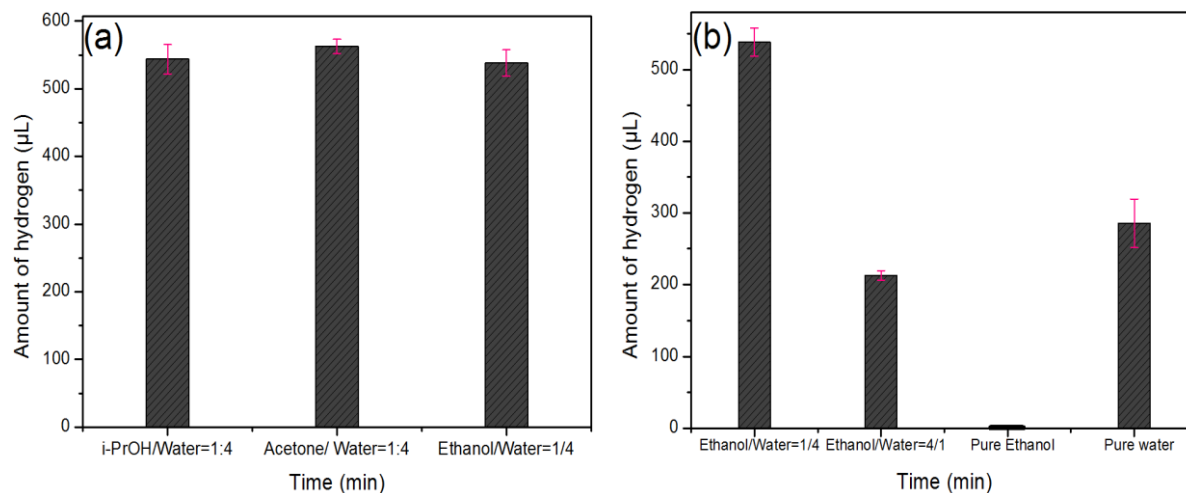 (a)
Amount of hydrogen (µL)
600
500
400
300
200
100
0
i-PrOH/Water=1:4 Acetone/ Water=1:4 Ethanol/Water=1/4
Time (min)
(b)
Amount of hydrogen (µL)
500
400
300
200
100
0
Ethanol/Water=1/4 Ethanol/Water=4/1 Pure Ethanol Pure water
Time (min)